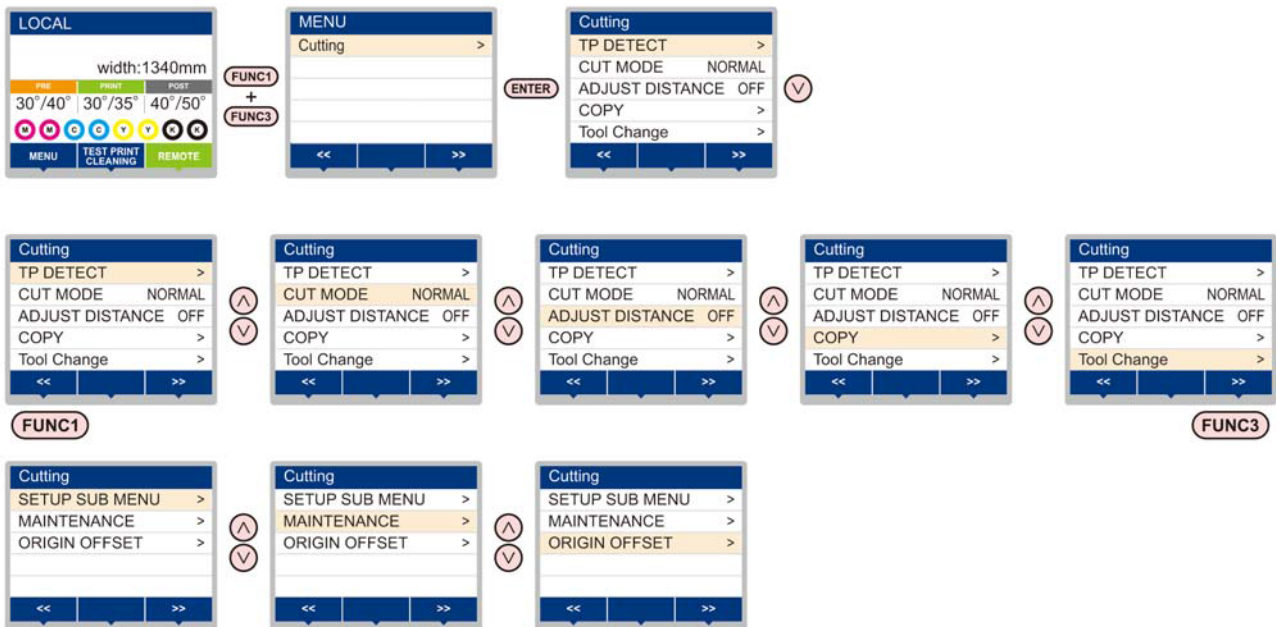 LOCAL
width:1340mm
PRE PRINT POST
30°/40° 30°/35° 40°/50°
M M C C Y Y K K
MENU TEST PRINT CLEANING REMOTE
FUNC1
+
FUNC3
MENU
Cutting >
<< >>
ENTER
Cutting
TP DETECT >
CUT MODE NORMAL
ADJUST DISTANCE OFF
COPY >
Tool Change >
<< >>
Cutting
TP DETECT >
CUT MODE NORMAL
ADJUST DISTANCE OFF
COPY >
Tool Change >
<< >>
Cutting
TP DETECT >
CUT MODE NORMAL
ADJUST DISTANCE OFF
COPY >
Tool Change >
<< >>
Cutting
TP DETECT >
CUT MODE NORMAL
ADJUST DISTANCE OFF
COPY >
Tool Change >
<< >>
Cutting
TP DETECT >
CUT MODE NORMAL
ADJUST DISTANCE OFF
COPY >
Tool Change >
<< >>
Cutting
TP DETECT >
CUT MODE NORMAL
ADJUST DISTANCE OFF
COPY >
Tool Change >
<< >>
FUNC1
FUNC3
Cutting
SETUP SUB MENU >
MAINTENANCE >
ORIGIN OFFSET >
<< >>
Cutting
SETUP SUB MENU >
MAINTENANCE >
ORIGIN OFFSET >
<< >>
Cutting
SETUP SUB MENU >
MAINTENANCE >
ORIGIN OFFSET >
<< >>